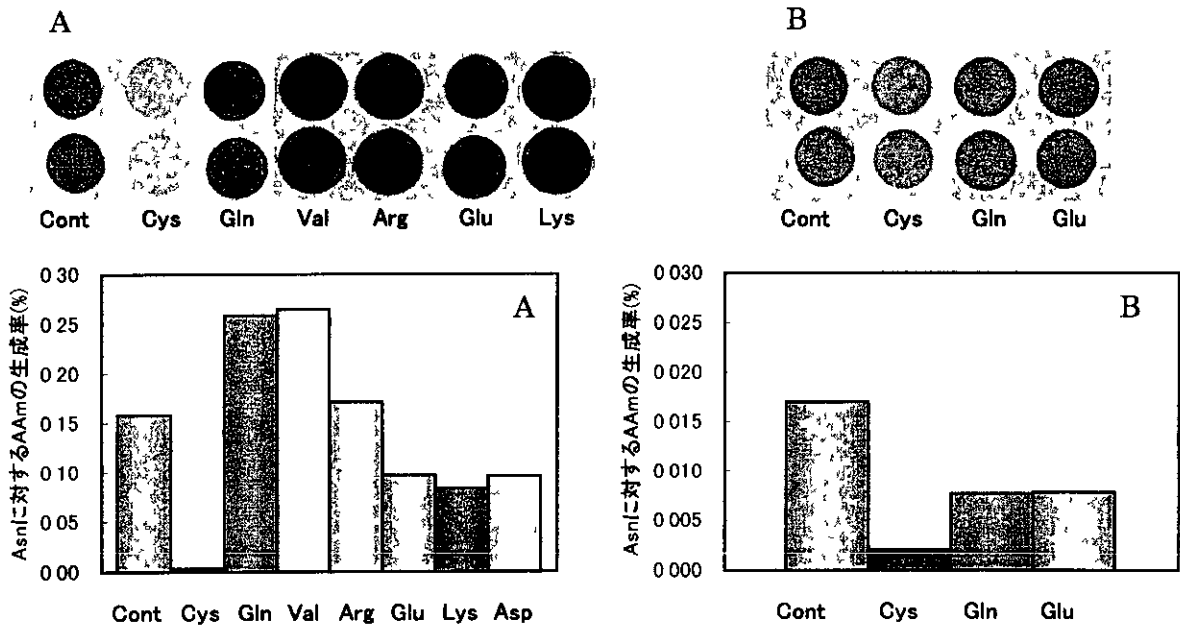 A
B
Cont Cys Gln Val Arg Glu Lys
Cont Cys Gln Glu
Asnに対するAAmの生成率(%)
0 30
0 25
0 20
0 15
0 10
0 05
0 00
A
Cont Cys Gln Val Arg Glu Lys Asp
Asnに対するAAmの生成率(%)
0 030
0 025
0 020
0 015
0 010
0 005
0 000
B
Cont Cys Gln Glu